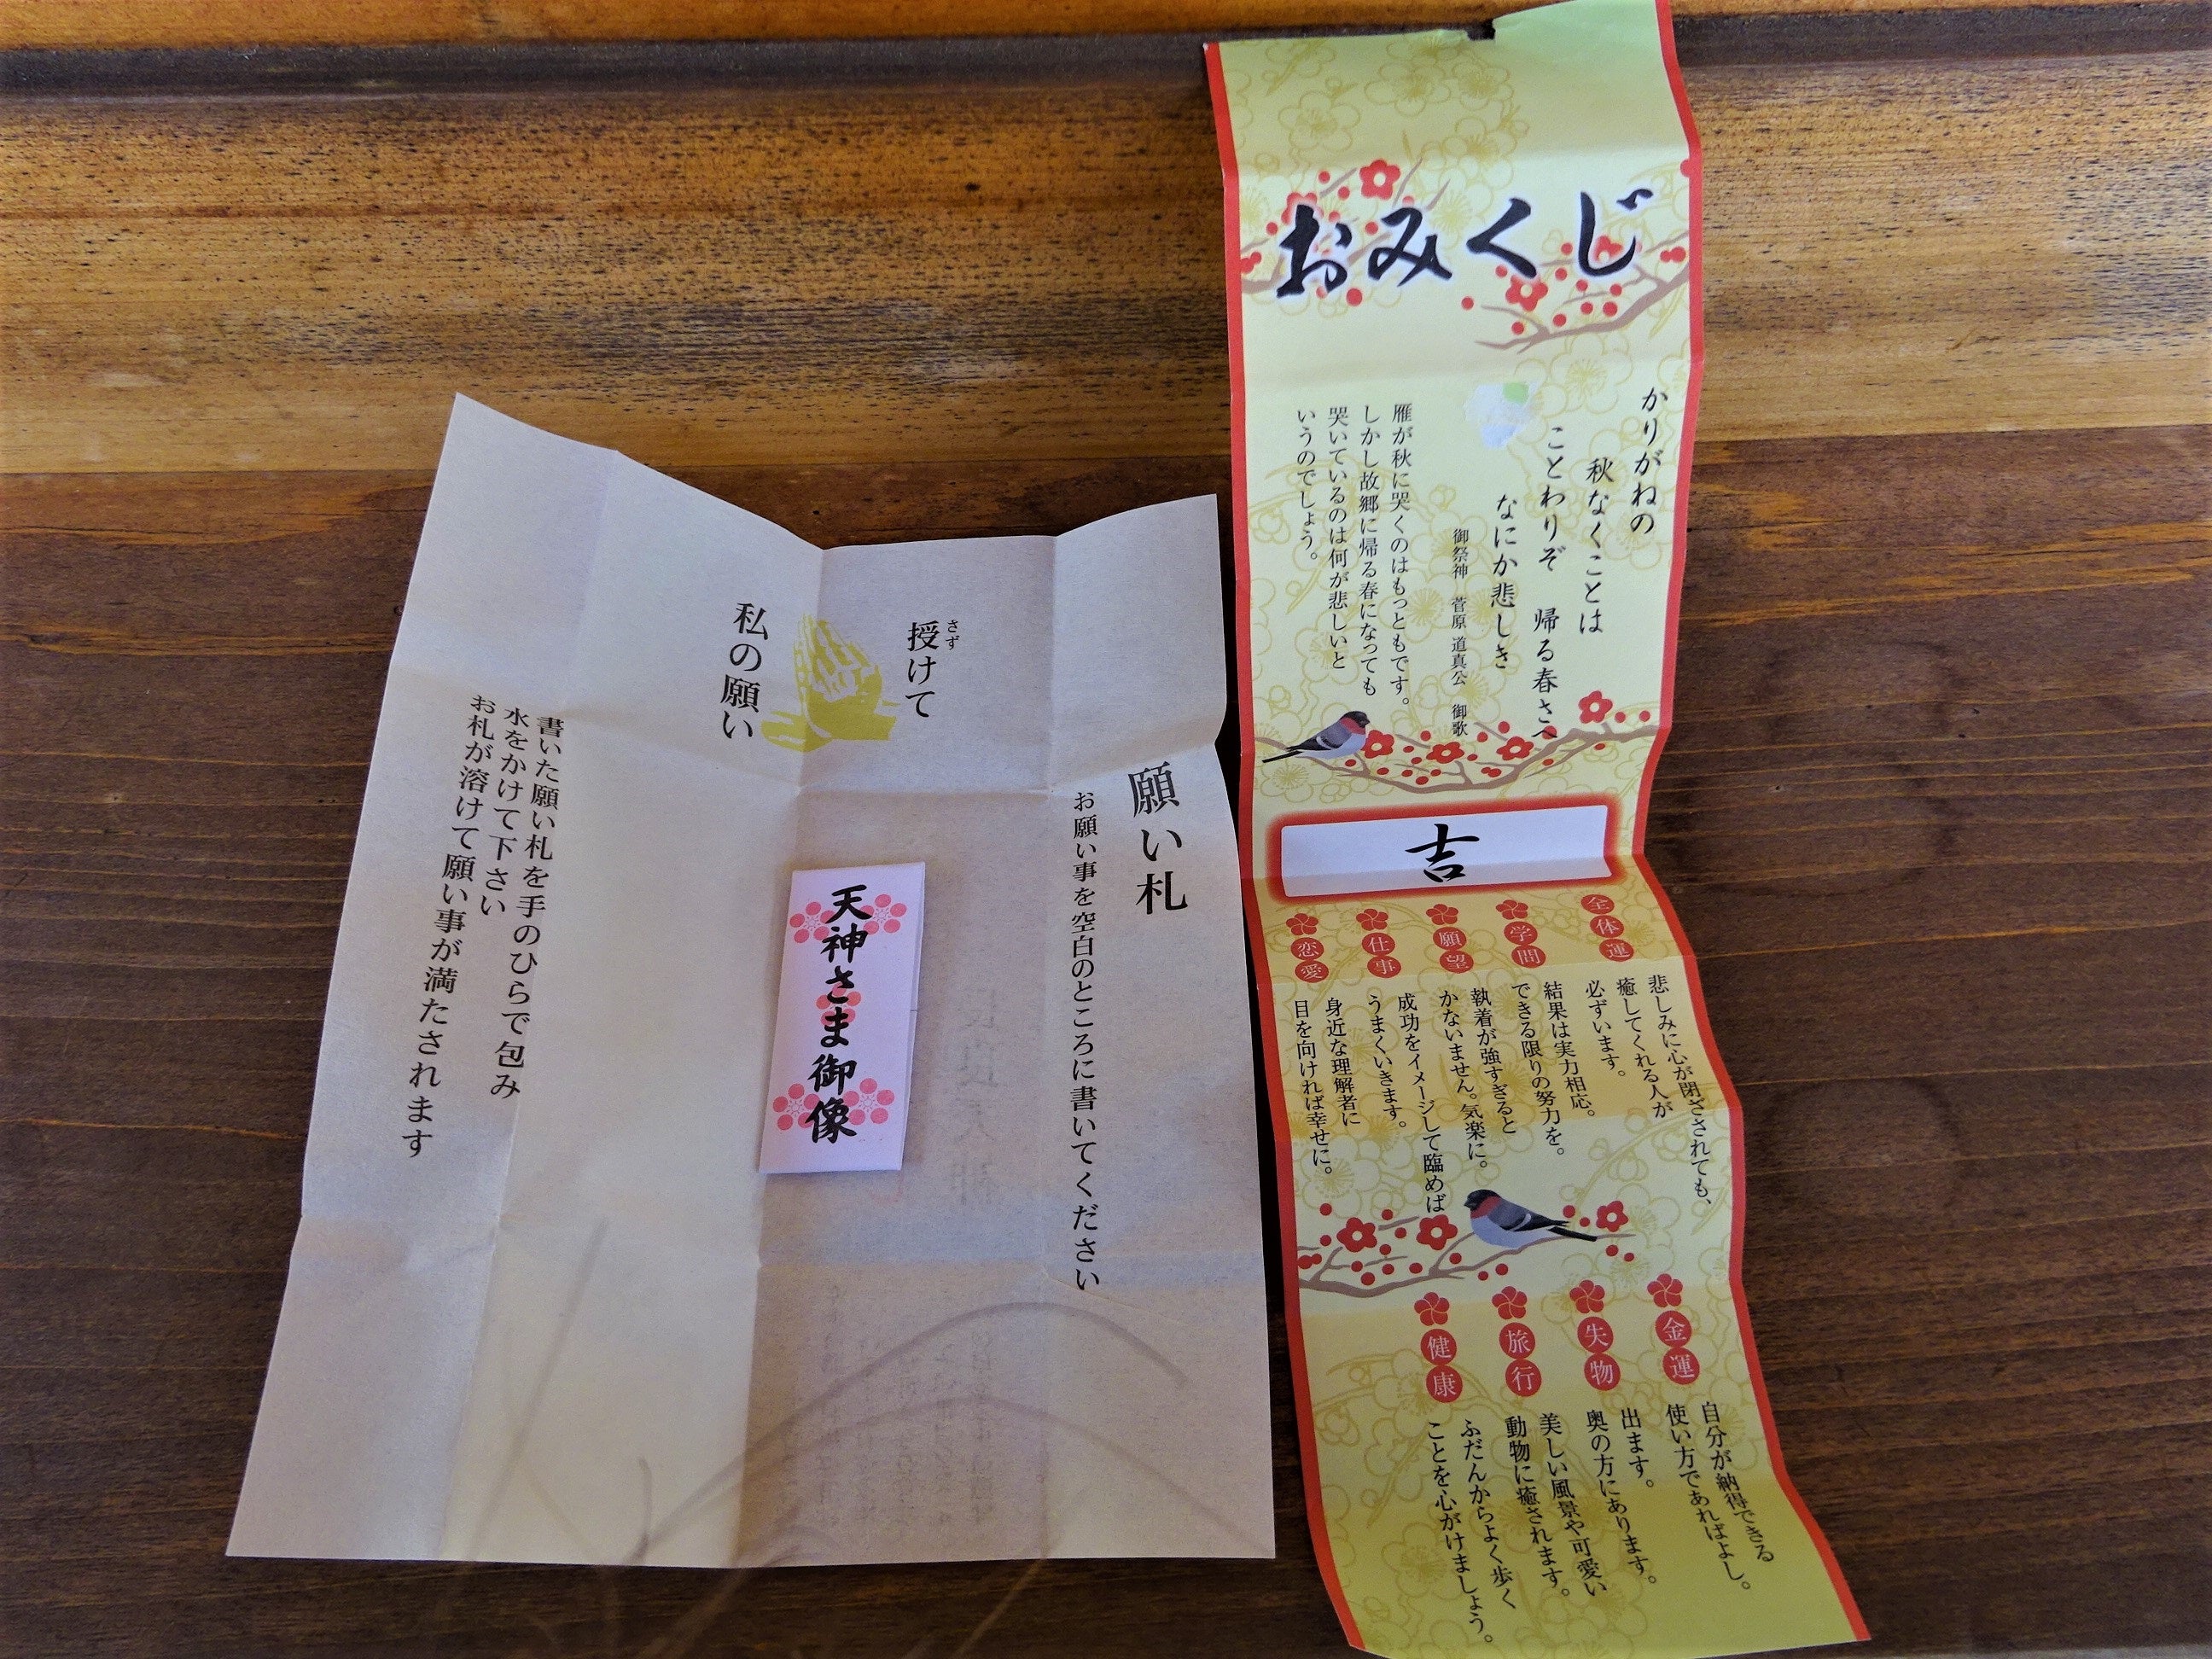 願い札
お願い事を空白のところに書いてください
授けて
さず
私の願い
書いた願い札を手のひらで包み
水をかけて下さい
お札が溶けて願い事が満たされます
天神さま御像
おみくじ
かりがねの
秋なくことは
ことわりぞ 帰る春さへ
なにか悲しき
御祭神 菅原道真公 御歌
雁が秋に哭くのはもっともです。
しかし故郷に帰る春になっても
哭いているのは何が悲しいと
いうのでしょう。
吉
全体運
悲しみに心が閉ざされても、
癒してくれる人が
必ずいます。
学問
結果は実力相応。
できる限りの努力を。
願望
執着が強すぎると
かないません。気楽に。
仕事
成功をイメージして臨めば
うまくいきます。
恋愛
身近な理解者に
目を向ければ幸せに。
金運
自分が納得できる
使い方であればよし。
失物
出ます。
奥の方にあります。
旅行
美しい風景や可愛い
動物に癒されます。
健康
ふだんからよく歩く
ことを心がけましょう。